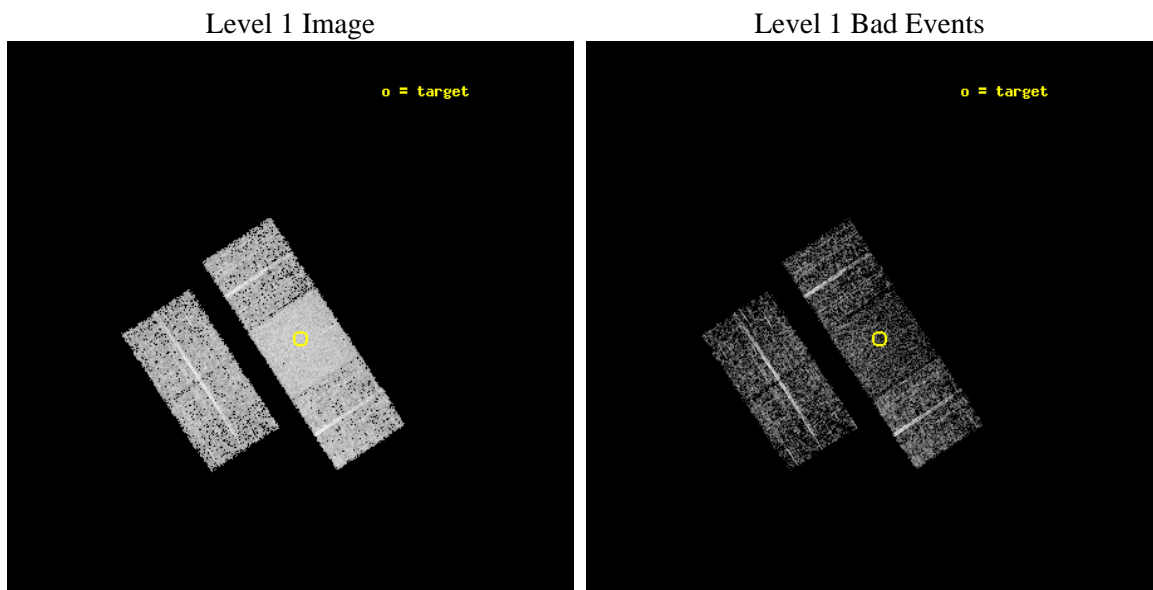 Level 1 Image
Level 1 Bad Events
o = target
o = target